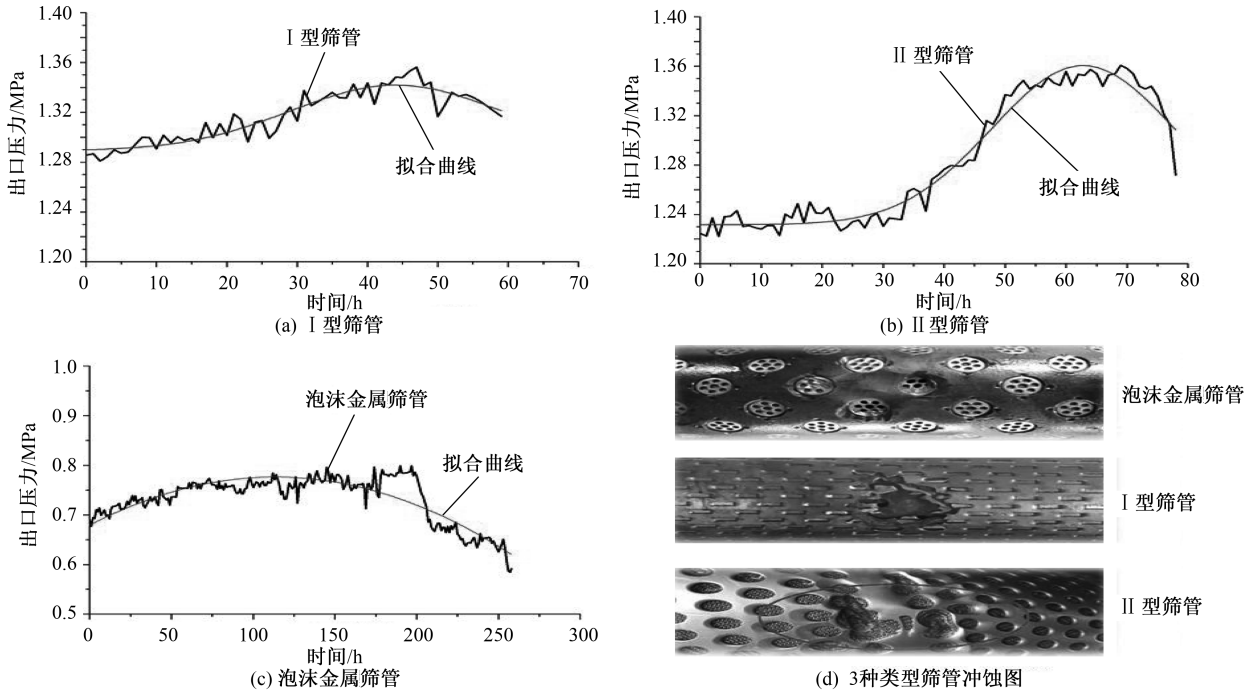 1.40
1.36
1.32
1.28
1.24
1.20
出口压力/MPa
Ⅰ型筛管
拟合曲线
0
10
20
30
40
50
60
70
时间/h
(a) Ⅰ型筛管
1.40
1.36
1.32
1.28
1.24
1.20
出口压力/MPa
Ⅱ型筛管
拟合曲线
0
10
20
30
40
50
60
70
80
时间/h
(b) Ⅱ型筛管
1.0
0.9
0.8
0.7
0.6
0.5
出口压力/MPa
泡沫金属筛管
拟合曲线
0
50
100
150
200
250
300
时间/h
(c) 泡沫金属筛管
泡沫金属筛管
Ⅰ型筛管
Ⅱ型筛管
(d) 3种类型筛管冲蚀图